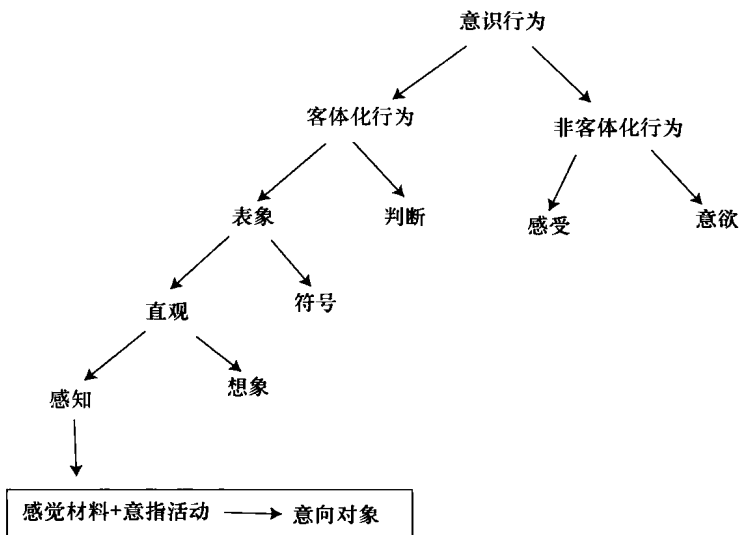 意识行为
客体化行为
非客体化行为
表象
判断
感受
意欲
直观
符号
感知
想象
感觉材料+意指活动
意向对象